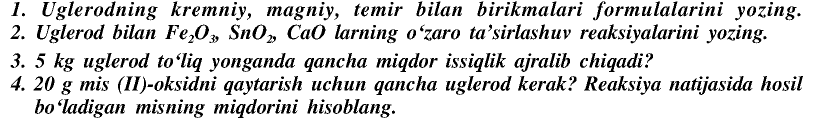 1. Uglerodning kremniy, magniy, temir bilan birikmalari formulalarini yozing.
2. Uglerod bilan Fe₂O₃, SnO₂, CaO larning o‘zaro ta’sirlashuv reaksiyalarini yozing.
3. 5 kg uglerod to‘liq yonganda qancha miqdor issiqlik ajralib chiqadi?
4. 20 g mis (II)-oksidni qaytarish uchun qancha uglerod kerak? Reaksiya natijasida hosil
bo‘ladigan misning miqdorini hisoblang.